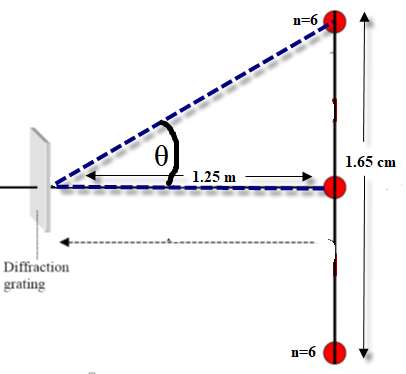 n=6
θ
1.25 m
1.65 cm
Diffraction
grating
n=6